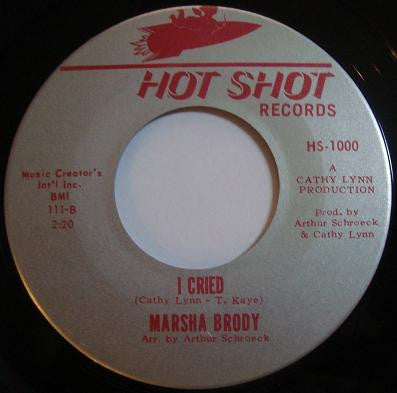 HOT SHOT
RECORDS
HS-1000
Music Creator's
Int'l Inc.
BMI
111-B
2:20
A
CATHY LYNN
PRODUCTION
Prod. by
Arthur Schroeck
& Cathy Lynn
I CRIED
(Cathy Lynn - T. Kaye)
MARSHA BRODY
Arr. by Arthur Schroeck